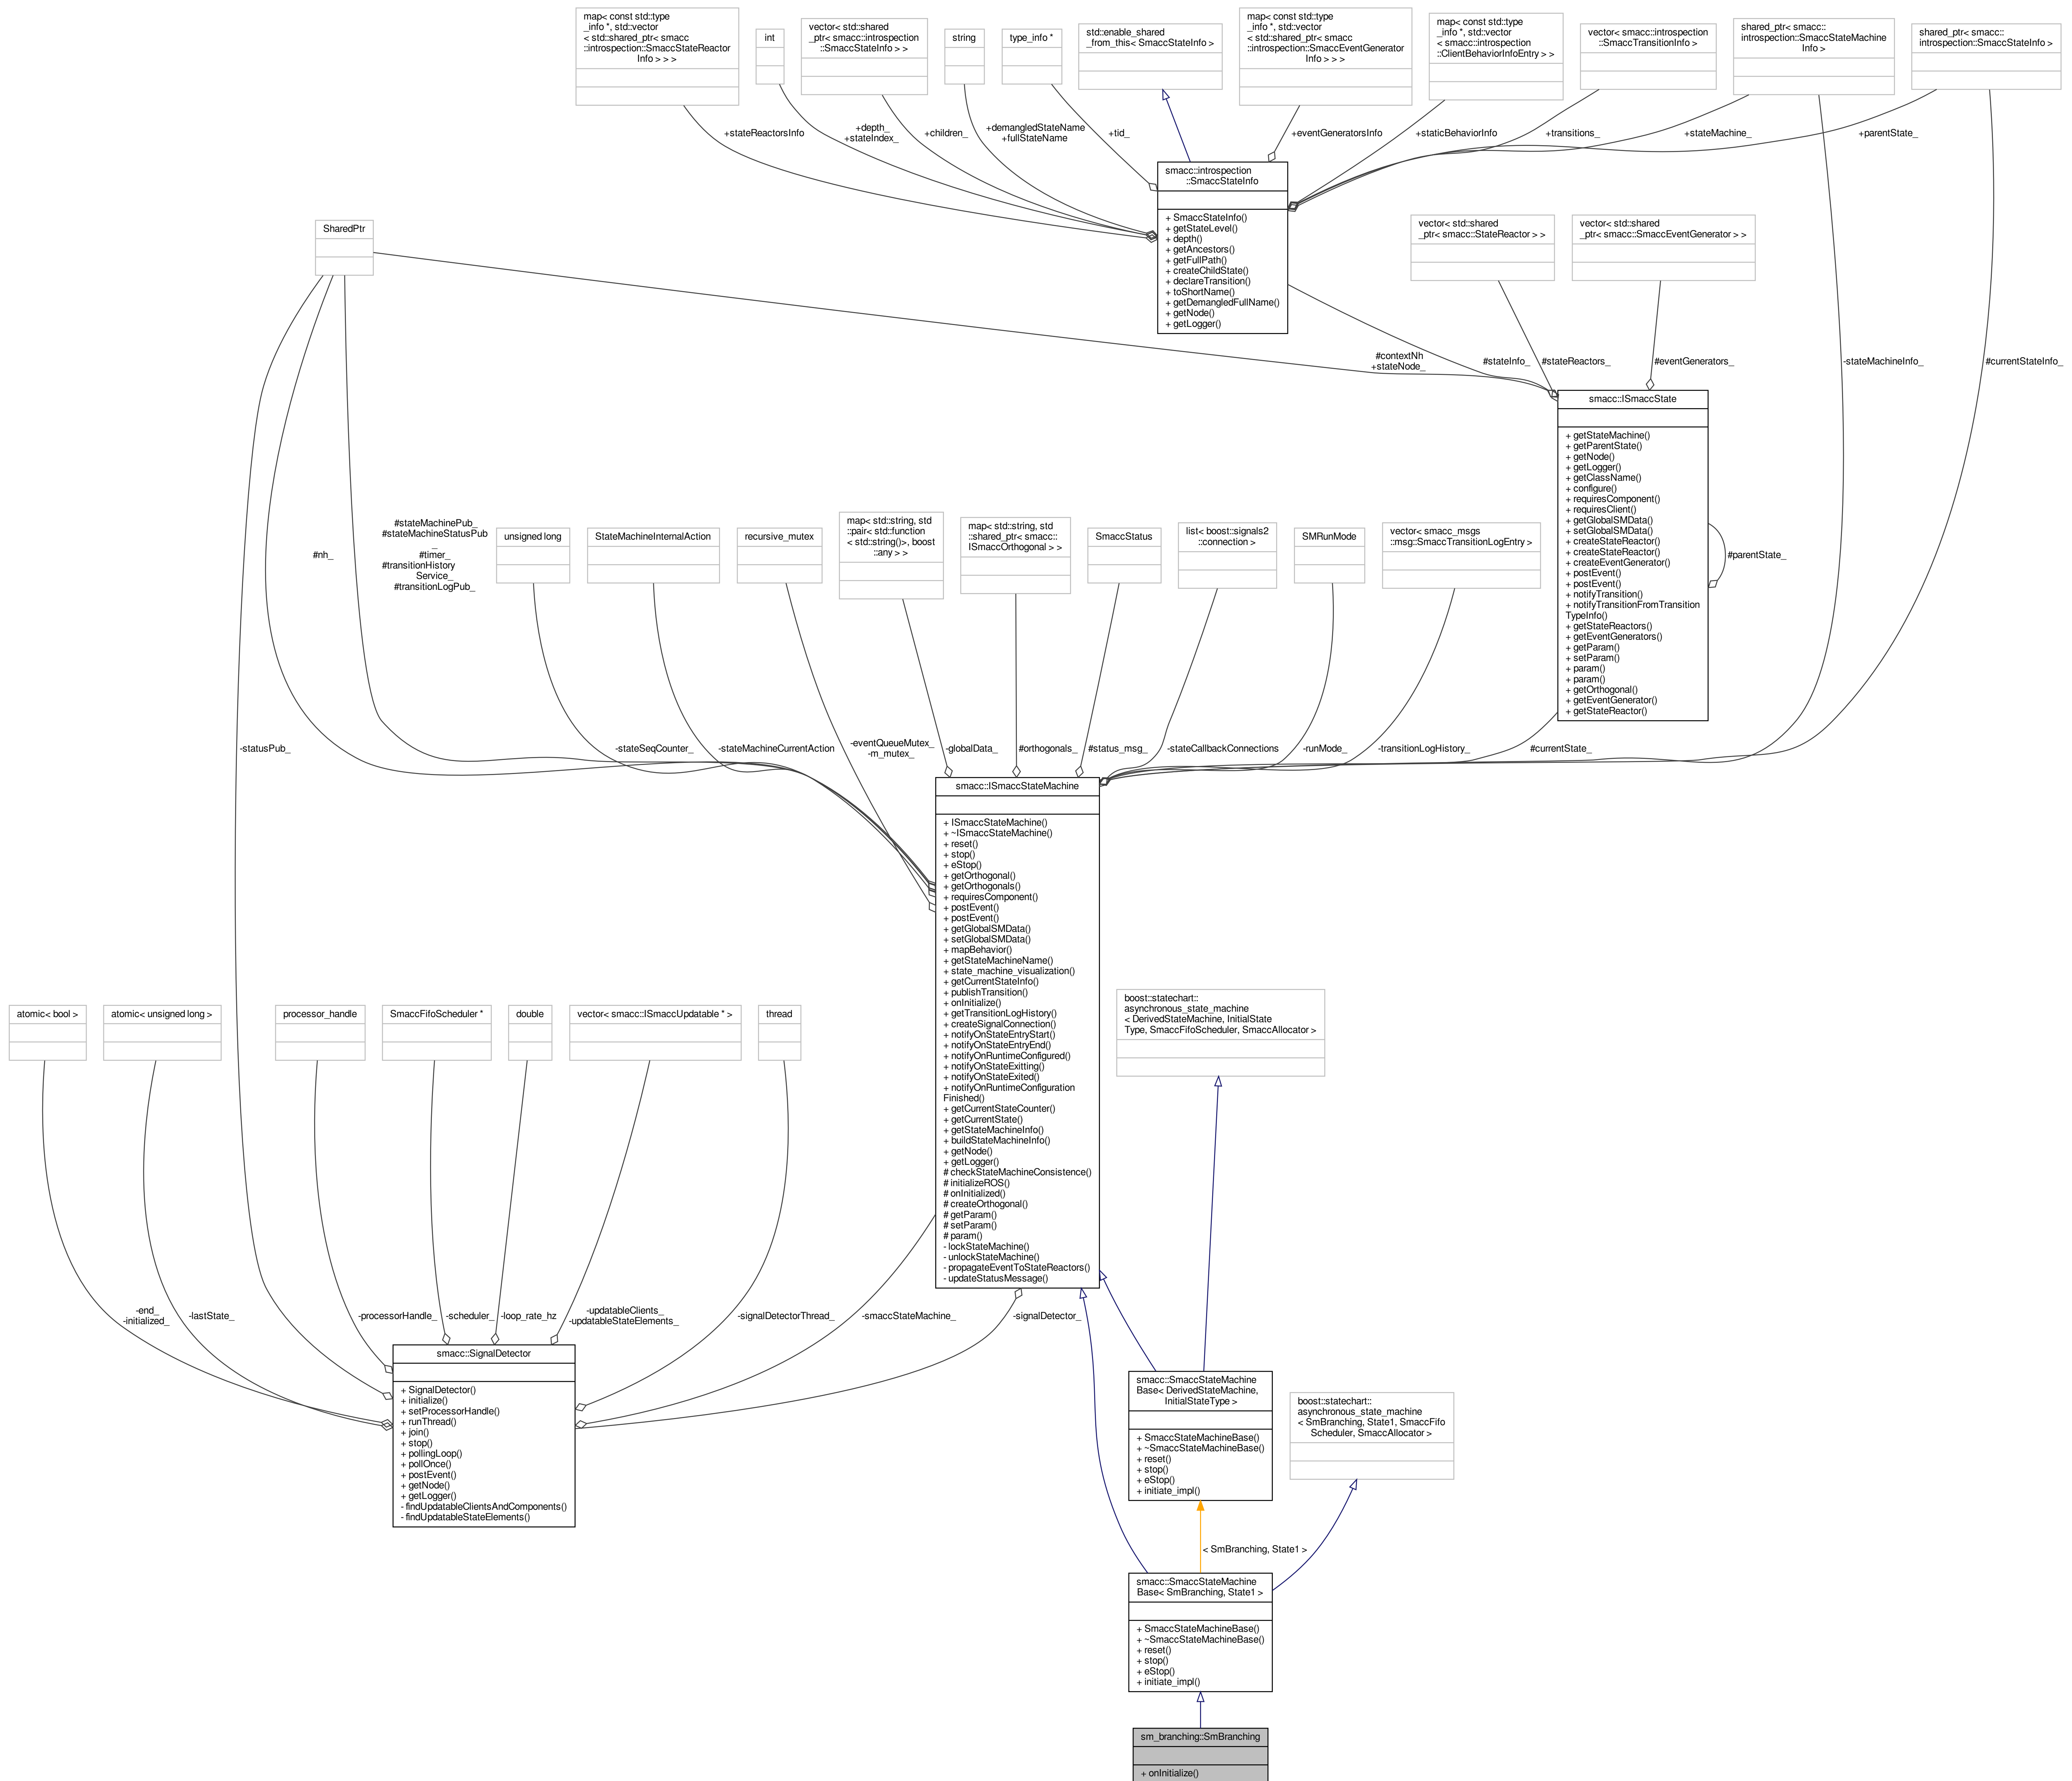 map< const std::type
_info *, std::vector
< std::shared_ptr< smacc
::introspection::SmaccStateReactor
Info > > >
int
vector< std::shared
_ptr< smacc::introspection
::SmaccStateInfo > >
string
type_info *
std::enable_shared
_from_this< SmaccStateInfo >
map< const std::type
_info *, std::vector
< std::shared_ptr< smacc
::introspection::SmaccEventGenerator
Info > > >
map< const std::type
_info *, std::vector
< smacc::introspection
::ClientBehaviorInfoEntry > >
vector< smacc::introspection
::SmaccTransitionInfo >
shared_ptr< smacc::
introspection::SmaccStateMachine
Info >
shared_ptr< smacc::
introspection::SmaccStateInfo >
+stateReactorsInfo
+depth_
+stateIndex_
+children_
+demangledStateName
+fullStateName
+tid_
+eventGeneratorsInfo
+staticBehaviorInfo
+transitions_
+stateMachine_
+parentState_
smacc::introspection
::SmaccStateInfo
+ SmaccStateInfo()
+ getStateLevel()
+ depth()
+ getAncestors()
+ getFullPath()
+ createChildState()
+ declareTransition()
+ toShortName()
+ getDemangledFullName()
+ getNode()
+ getLogger()
SharedPtr
vector< std::shared
_ptr< smacc::StateReactor > >
vector< std::shared
_ptr< smacc::SmaccEventGenerator > >
#contextNh
+stateNode_
#stateInfo_
#stateReactors_
#eventGenerators_
-stateMachineInfo_
#currentStateInfo_
smacc::ISmaccState
+ getStateMachine()
+ getParentState()
+ getNode()
+ getLogger()
+ getClassName()
+ configure()
+ requiresComponent()
+ requiresClient()
+ getGlobalSMData()
+ setGlobalSMData()
+ createStateReactor()
+ createStateReactor()
+ createEventGenerator()
+ postEvent()
+ postEvent()
+ notifyTransition()
+ notifyTransitionFromTransition
TypeInfo()
+ getStateReactors()
+ getEventGenerators()
+ getParam()
+ setParam()
+ param()
+ param()
+ getOrthogonal()
+ getEventGenerator()
+ getStateReactor()
#parentState_
#nh_
#stateMachinePub_
#stateMachineStatusPub
_
#timer_
#transitionHistory
Service_
#transitionLogPub_
unsigned long
StateMachineInternalAction
recursive_mutex
map< std::string, std
::pair< std::function
< std::string()>, boost
::any > >
map< std::string, std
::shared_ptr< smacc::
ISmaccOrthogonal > >
SmaccStatus
list< boost::signals2
::connection >
SMRunMode
vector< smacc_msgs
::msg::SmaccTransitionLogEntry >
-statusPub_
-stateSeqCounter_
-stateMachineCurrentAction
-eventQueueMutex_
-m_mutex_
-globalData_
#orthogonals_
#status_msg_
-stateCallbackConnections
-runMode_
-transitionLogHistory_
#currentState_
smacc::ISmaccStateMachine
+ ISmaccStateMachine()
+ ~ISmaccStateMachine()
+ reset()
+ stop()
+ eStop()
+ getOrthogonal()
+ getOrthogonals()
+ requiresComponent()
+ postEvent()
+ postEvent()
+ getGlobalSMData()
+ setGlobalSMData()
+ mapBehavior()
+ getStateMachineName()
+ state_machine_visualization()
+ getCurrentStateInfo()
+ publishTransition()
+ onInitialize()
+ getTransitionLogHistory()
+ createSignalConnection()
+ notifyOnStateEntryStart()
+ notifyOnStateEntryEnd()
+ notifyOnRuntimeConfigured()
+ notifyOnStateExitting()
+ notifyOnStateExited()
+ notifyOnRuntimeConfiguration
Finished()
+ getCurrentStateCounter()
+ getCurrentState()
+ getStateMachineInfo()
+ buildStateMachineInfo()
+ getNode()
+ getLogger()
# checkStateMachineConsistence()
# initializeROS()
# onInitialized()
# createOrthogonal()
# getParam()
# setParam()
# param()
- lockStateMachine()
- unlockStateMachine()
- propagateEventToStateReactors()
- updateStatusMessage()
atomic< bool >
atomic< unsigned long >
processor_handle
SmaccFifoScheduler *
double
vector< smacc::ISmaccUpdatable * >
thread
boost::statechart::
asynchronous_state_machine
< DerivedStateMachine, InitialState
Type, SmaccFifoScheduler, SmaccAllocator >
-end_
-initialized_
-lastState_
-processorHandle_
-scheduler_
-loop_rate_hz
-updatableClients_
-updatableStateElements_
-signalDetectorThread_
-smaccStateMachine_
-signalDetector_
smacc::SignalDetector
+ SignalDetector()
+ initialize()
+ setProcessorHandle()
+ runThread()
+ join()
+ stop()
+ pollingLoop()
+ pollOnce()
+ postEvent()
+ getNode()
+ getLogger()
- findUpdatableClientsAndComponents()
- findUpdatableStateElements()
smacc::SmaccStateMachine
Base< DerivedStateMachine,
InitialStateType >
+ SmaccStateMachineBase()
+ ~SmaccStateMachineBase()
+ reset()
+ stop()
+ eStop()
+ initiate_impl()
boost::statechart::
asynchronous_state_machine
< SmBranching, State1, SmaccFifo
Scheduler, SmaccAllocator >
< SmBranching, State1 >
smacc::SmaccStateMachine
Base< SmBranching, State1 >
+ SmaccStateMachineBase()
+ ~SmaccStateMachineBase()
+ reset()
+ stop()
+ eStop()
+ initiate_impl()
sm_branching::SmBranching
+ onInitialize()